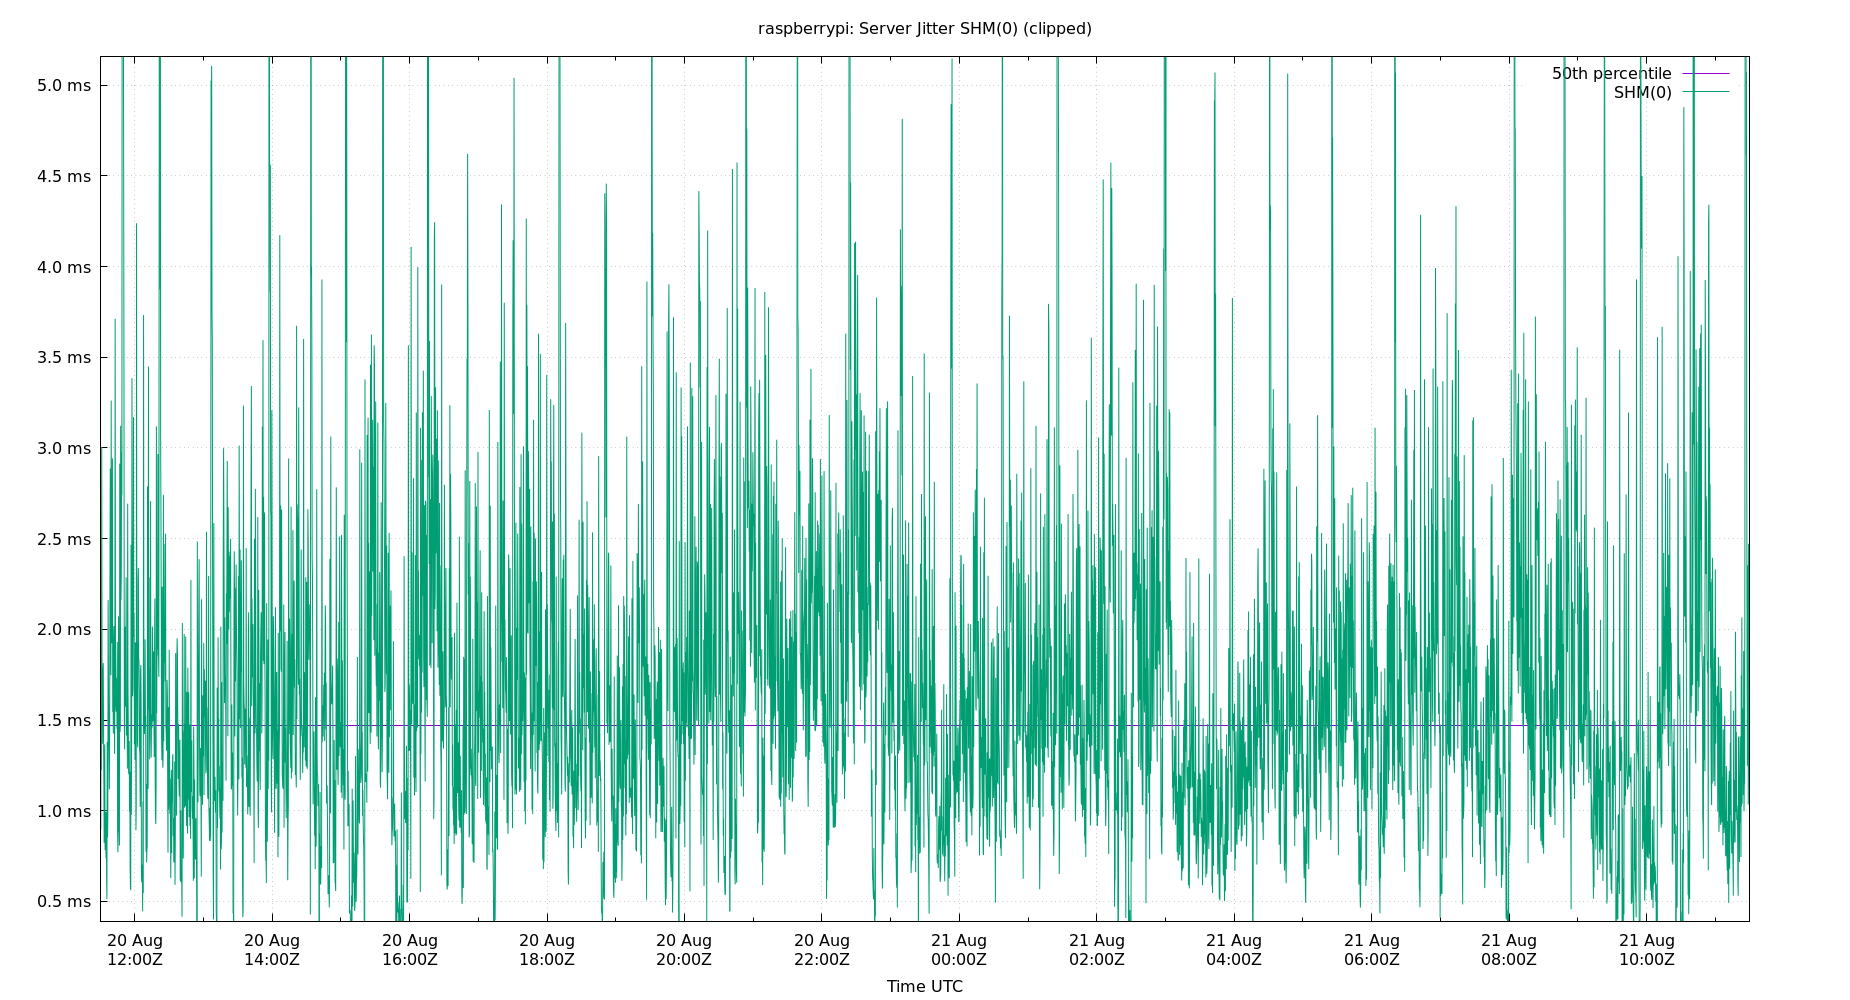 raspberrypi: Server Jitter SHM(0) (clipped)
50th percentile
SHM(0)
5.0 ms
4.5 ms
4.0 ms
3.5 ms
3.0 ms
2.5 ms
2.0 ms
1.5 ms
1.0 ms
0.5 ms
20 Aug 20 Aug 20 Aug 20 Aug 20 Aug 20 Aug 21 Aug 21 Aug 21 Aug 21 Aug 21 Aug 21 Aug
12:00Z 14:00Z 16:00Z 18:00Z 20:00Z 22:00Z 00:00Z 02:00Z 04:00Z 06:00Z 08:00Z 10:00Z
Time UTC